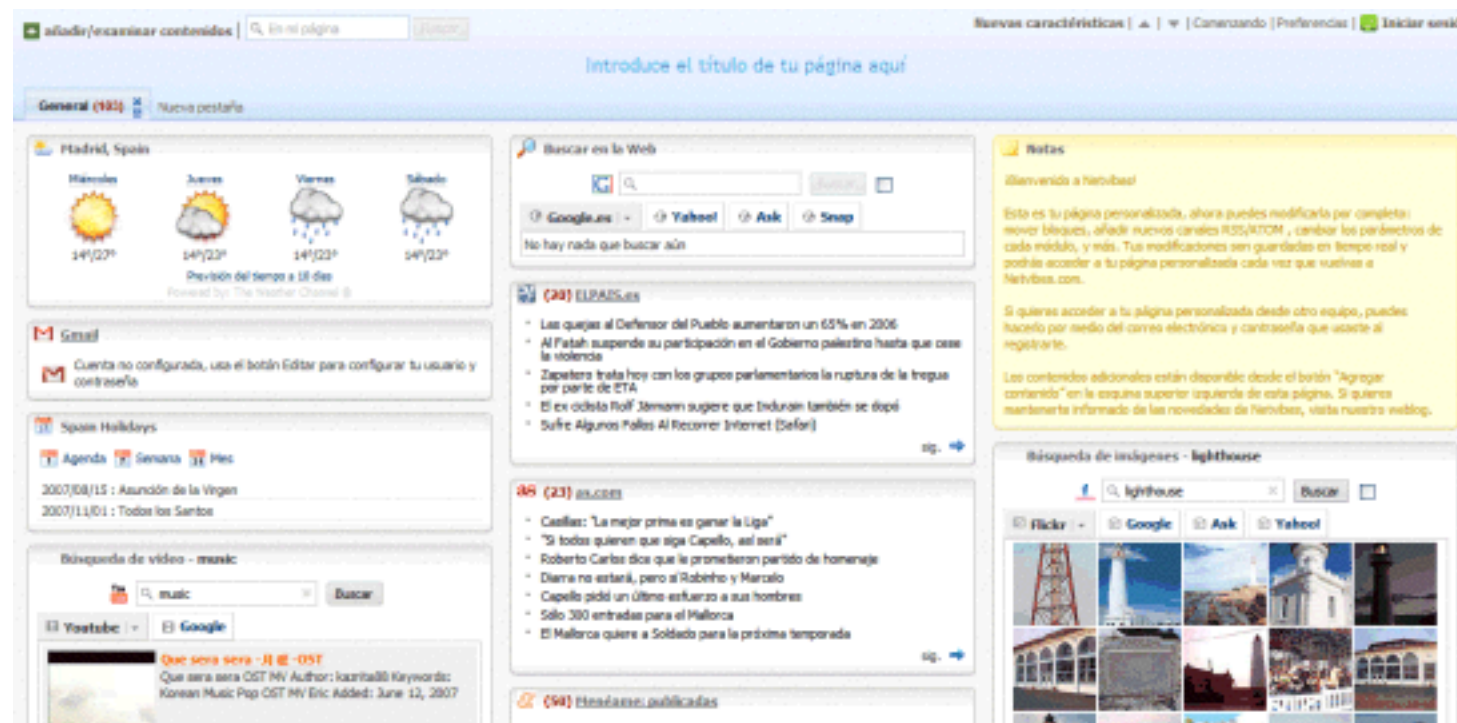 añadir/examinar contenidos | En mi página Buscar
Nuevas características | | Comenzando | Preferencias | Iniciar sesi
Introduce el título de tu página aquí
General (103) Nueva pestaña
Madrid, Spain
Miércoles Jueves Viernes Sábado
14º/27º 14º/23º 14º/23º 14º/23º
Previsión del tiempo a 10 días
Powered by: The Weather Channel ®
Gmail
Cuenta no configurada, usa el botón Editar para configurar tu usuario y
contraseña
Spain Holidays
Agenda Semana Mes
2007/08/15 : Asunción de la Virgen
2007/11/01 : Todos los Santos
Búsqueda de vídeo - music
music Buscar
Youtube Google
Que sera sera -OST
Que sera sera OST MV Author: kazrita88 Keywords:
Korean Music Pop OST MV Eric Added: June 12, 2007
Buscar en la Web
Buscar
Google.es Yahoo! Ask Snap
No hay nada que buscar aún
(20) ELPAIS.es
Las quejas al Defensor del Pueblo aumentaron un 65% en 2006
Al Fatah suspende su participación en el Gobierno palestino hasta que cese
la violencia
Zapatero trata hoy con los grupos parlamentarios la ruptura de la tregua
por parte de ETA
El ex ciclista Rolf Järmann sugiere que Indurain también se dopó
Sufre Algunos Fallas Al Recorrer Internet (Safari)
sig.
as (23) as.com
Casillas: "La mejor prima es ganar la Liga"
"Si todos quieren que siga Capello, así será"
Roberto Carlos dice que le prometieron partido de homenaje
Diarra no estará, pero sí Robinho y Marcelo
Capello pidió un último esfuerzo a sus hombres
Sólo 300 entradas para el Mallorca
El Mallorca quiere a Soldado para la próxima temporada
sig.
(50) Menéame: publicadas
Notas
¡Bienvenido a Netvibes!
Esta es tu página personalizada, ahora puedes modificarla por completo:
mover bloques, añadir nuevos canales RSS/ATOM , cambiar los parámetros de
cada módulo, y más. Tus modificaciones son guardadas en tiempo real y
podrás acceder a tu página personalizada cada vez que vuelvas a
Netvibes.com.
Si quieres acceder a tu página personalizada desde otro equipo, puedes
hacerlo por medio del correo electrónico y contraseña que usaste al
registrarte.
Los contenidos adicionales están disponible desde el botón "Agregar
contenido" en la esquina superior izquierda de esta página. Si quieres
mantenerte informado de las novedades de Netvibes, visita nuestro weblog.
Búsqueda de imágenes - lighthouse
lighthouse Buscar
Flickr Google Ask Yahoo!